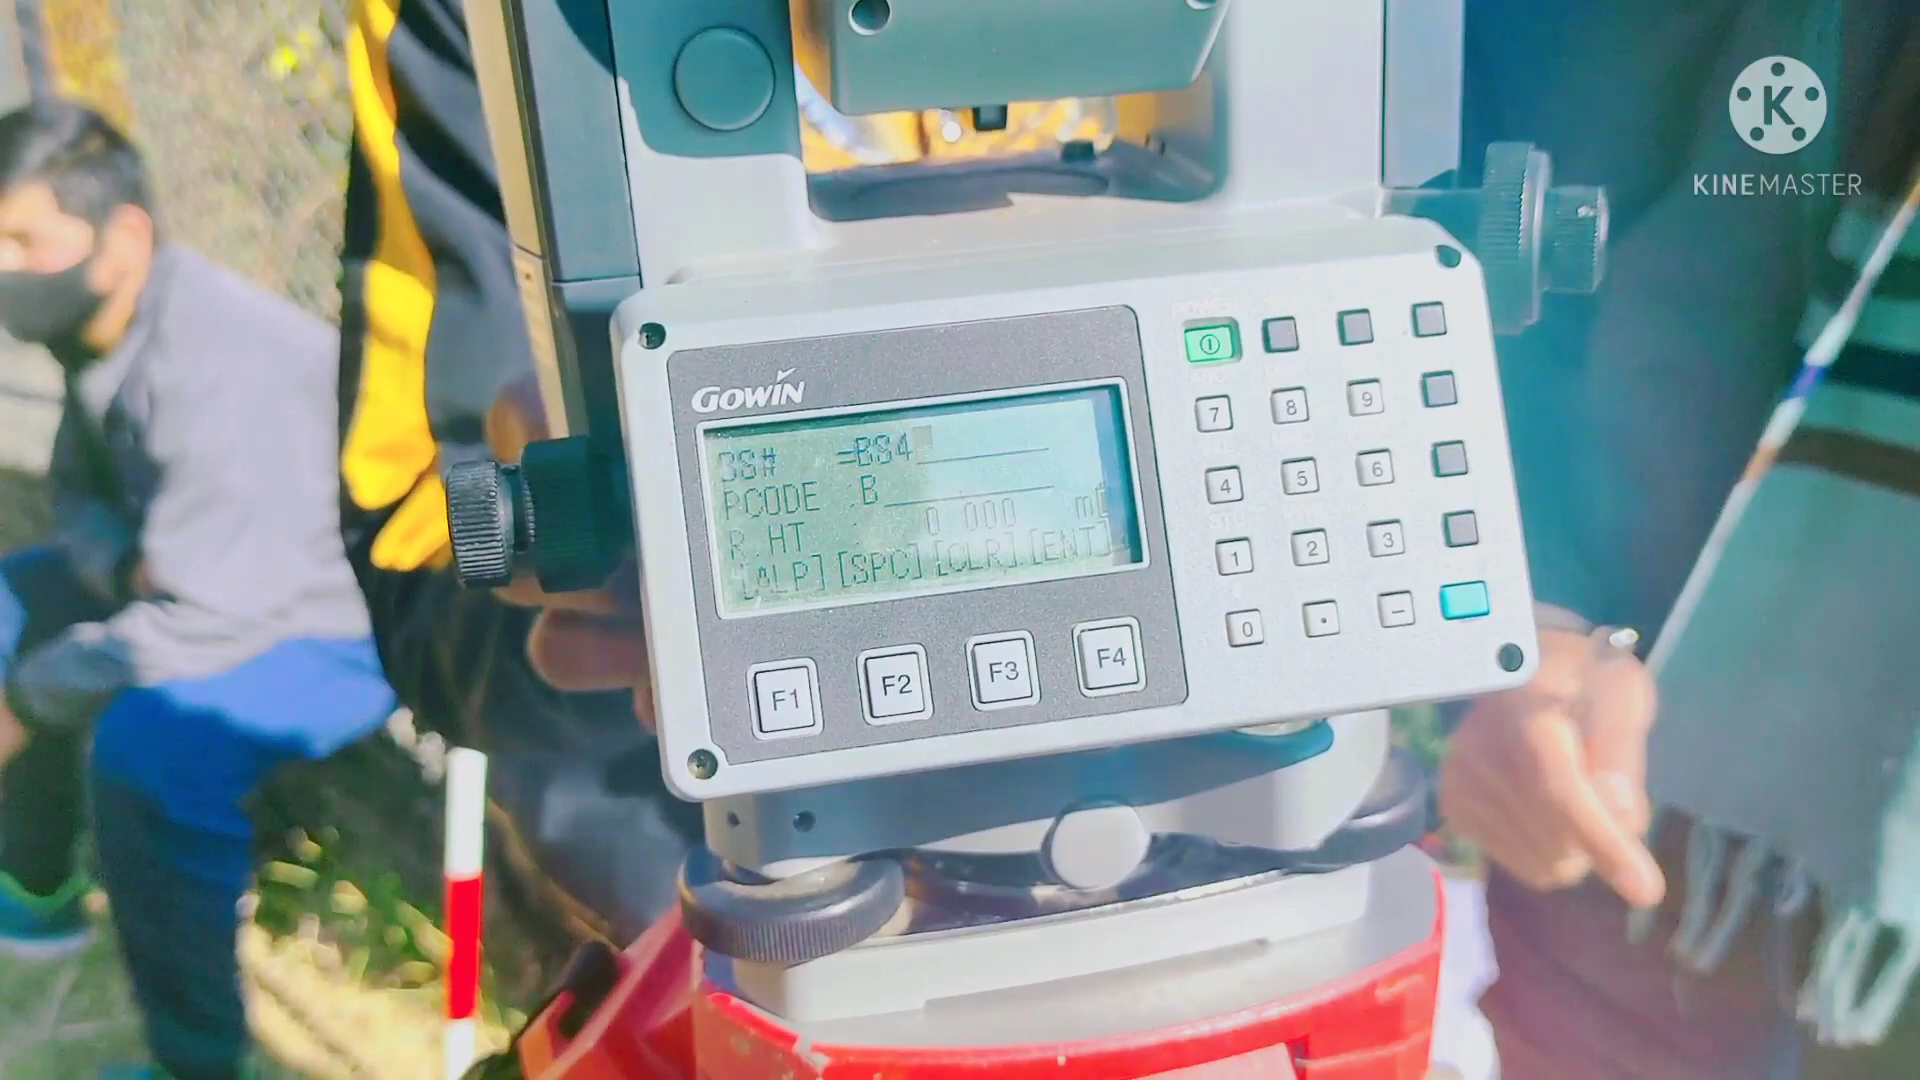 KINEMASTER
GOWIN
BS# =BS4
PCODE :B
R.HT 0.000 m
[ALP] [SPC] [CLR] [ENT]
F1 F2 F3 F4
7 8 9
4 5 6
1 2 3
0 . -